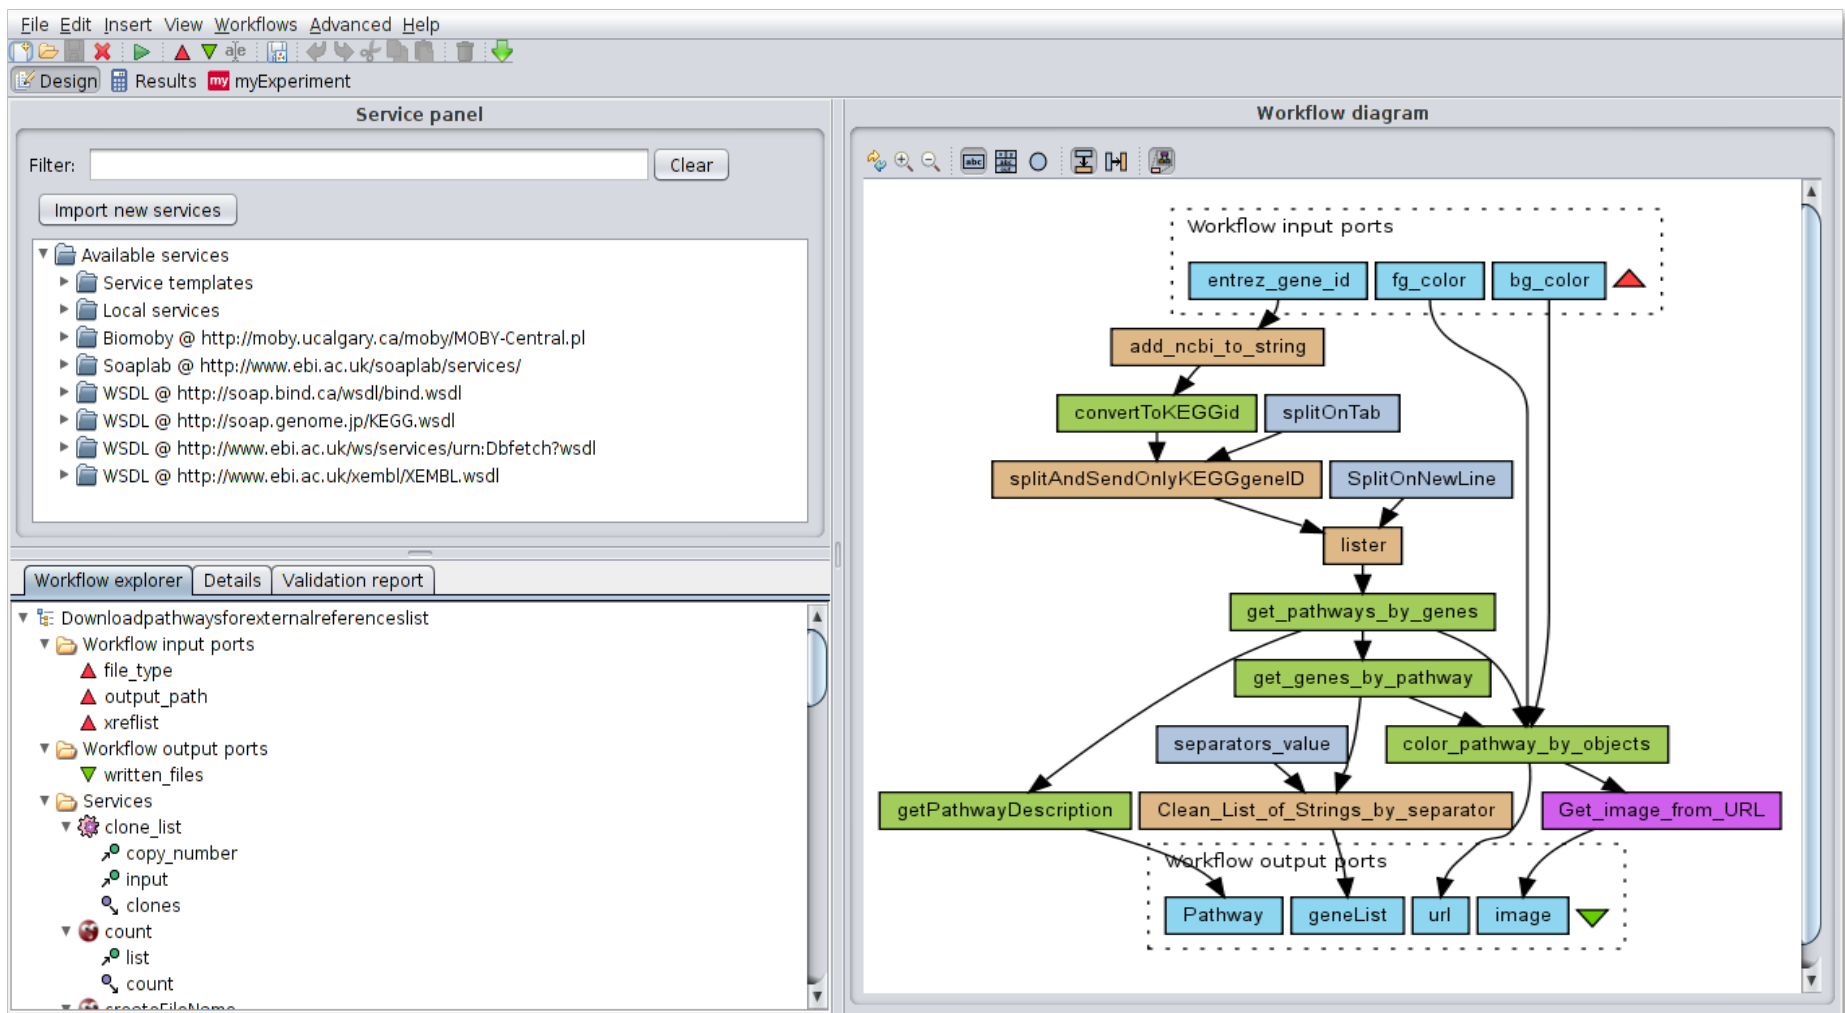 File Edit Insert View Workflows Advanced Help
a|e
Design Results my myExperiment
Service panel
Filter: Clear
Import new services
Available services
Service templates
Local services
Biomoby @ http://moby.ucalgary.ca/moby/MOBY-Central.pl
Soaplab @ http://www.ebi.ac.uk/soaplab/services/
WSDL @ http://soap.bind.ca/wsdl/bind.wsdl
WSDL @ http://soap.genome.jp/KEGG.wsdl
WSDL @ http://www.ebi.ac.uk/ws/services/urn:Dbfetch?wsdl
WSDL @ http://www.ebi.ac.uk/xembl/XEMBL.wsdl
Workflow explorer Details Validation report
Downloadpathwaysforexternalreferenceslist
Workflow input ports
file_type
output_path
xreflist
Workflow output ports
written_files
Services
clone_list
copy_number
input
clones
count
list
count
createFileName
Workflow diagram
abc
Workflow input ports
entrez_gene_id fg_color bg_color
add_ncbi_to_string
convertToKEGGid splitOnTab
splitAndSendOnlyKEGGgeneID SplitOnNewLine
lister
get_pathways_by_genes
get_genes_by_pathway
separators_value color_pathway_by_objects
getPathwayDescription Clean_List_of_Strings_by_separator Get_image_from_URL
Workflow output ports
Pathway geneList url image